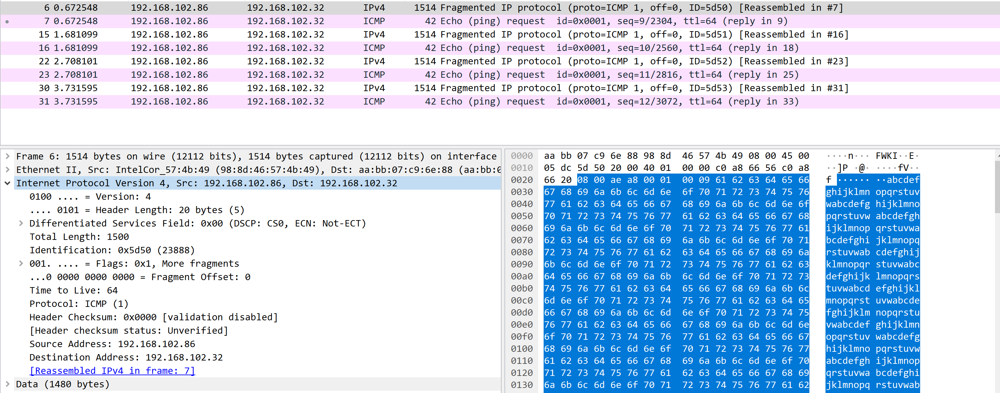 6 0.672548 192.168.102.86 192.168.102.32 IPv4 1514 Fragmented IP protocol (proto=ICMP 1, off=0, ID=5d50) [Reassembled in #7]
7 0.672548 192.168.102.86 192.168.102.32 ICMP 42 Echo (ping) request id=0x0001, seq=9/2304, ttl=64 (reply in 9)
15 1.681099 192.168.102.86 192.168.102.32 IPv4 1514 Fragmented IP protocol (proto=ICMP 1, off=0, ID=5d51) [Reassembled in #16]
16 1.681099 192.168.102.86 192.168.102.32 ICMP 42 Echo (ping) request id=0x0001, seq=10/2560, ttl=64 (reply in 18)
22 2.708101 192.168.102.86 192.168.102.32 IPv4 1514 Fragmented IP protocol (proto=ICMP 1, off=0, ID=5d52) [Reassembled in #23]
23 2.708101 192.168.102.86 192.168.102.32 ICMP 42 Echo (ping) request id=0x0001, seq=11/2816, ttl=64 (reply in 25)
30 3.731595 192.168.102.86 192.168.102.32 IPv4 1514 Fragmented IP protocol (proto=ICMP 1, off=0, ID=5d53) [Reassembled in #31]
31 3.731595 192.168.102.86 192.168.102.32 ICMP 42 Echo (ping) request id=0x0001, seq=12/3072, ttl=64 (reply in 33)
Frame 6: 1514 bytes on wire (12112 bits), 1514 bytes captured (12112 bits) on interface
Ethernet II, Src: IntelCor_57:4b:49 (98:8d:46:57:4b:49), Dst: aa:bb:07:c9:6e:88 (aa:bb:0
Internet Protocol Version 4, Src: 192.168.102.86, Dst: 192.168.102.32
0100 .... = Version: 4
.... 0101 = Header Length: 20 bytes (5)
Differentiated Services Field: 0x00 (DSCP: CS0, ECN: Not-ECT)
Total Length: 1500
Identification: 0x5d50 (23888)
001. .... = Flags: 0x1, More fragments
...0 0000 0000 0000 = Fragment Offset: 0
Time to Live: 64
Protocol: ICMP (1)
Header Checksum: 0x0000 [validation disabled]
[Header checksum status: Unverified]
Source Address: 192.168.102.86
Destination Address: 192.168.102.32
[Reassembled IPv4 in frame: 7]
Data (1480 bytes)
0000 aa bb 07 c9 6e 88 98 8d 46 57 4b 49 08 00 45 00 ····n··· FWKI··E·
0010 05 dc 5d 50 20 00 40 01 00 00 c0 a8 66 56 c0 a8 ··]P ·@· ····fV··
0020 66 20 08 00 ae a8 00 01 00 09 61 62 63 64 65 66 f ······ ··abcdef
0030 67 68 69 6a 6b 6c 6d 6e 6f 70 71 72 73 74 75 76 ghijklmn opqrstuv
0040 77 61 62 63 64 65 66 67 68 69 6a 6b 6c 6d 6e 6f wabcdefg hijklmno
0050 70 71 72 73 74 75 76 77 61 62 63 64 65 66 67 68 pqrstuvw abcdefgh
0060 69 6a 6b 6c 6d 6e 6f 70 71 72 73 74 75 76 77 61 ijklmnop qrstuvwa
0070 62 63 64 65 66 67 68 69 6a 6b 6c 6d 6e 6f 70 71 bcdefghi jklmnopq
0080 72 73 74 75 76 77 61 62 63 64 65 66 67 68 69 6a rstuvwab cdefghij
0090 6b 6c 6d 6e 6f 70 71 72 73 74 75 76 77 61 62 63 klmnopqr stuvwabc
00a0 64 65 66 67 68 69 6a 6b 6c 6d 6e 6f 70 71 72 73 defghijk lmnopqrs
00b0 74 75 76 77 61 62 63 64 65 66 67 68 69 6a 6b 6c tuvwabcd efghijkl
00c0 6d 6e 6f 70 71 72 73 74 75 76 77 61 62 63 64 65 mnopqrst uvwabcde
00d0 66 67 68 69 6a 6b 6c 6d 6e 6f 70 71 72 73 74 75 fghijklm nopqrstu
00e0 76 77 61 62 63 64 65 66 67 68 69 6a 6b 6c 6d 6e vwabcdef ghijklmn
00f0 6f 70 71 72 73 74 75 76 77 61 62 63 64 65 66 67 opqrstuv wabcdefg
0100 68 69 6a 6b 6c 6d 6e 6f 70 71 72 73 74 75 76 77 hijklmno pqrstuvw
0110 61 62 63 64 65 66 67 68 69 6a 6b 6c 6d 6e 6f 70 abcdefgh ijklmnop
0120 71 72 73 74 75 76 77 61 62 63 64 65 66 67 68 69 qrstuvwa bcdefghi
0130 6a 6b 6c 6d 6e 6f 70 71 72 73 74 75 76 77 61 62 jklmnopq rstuvwab